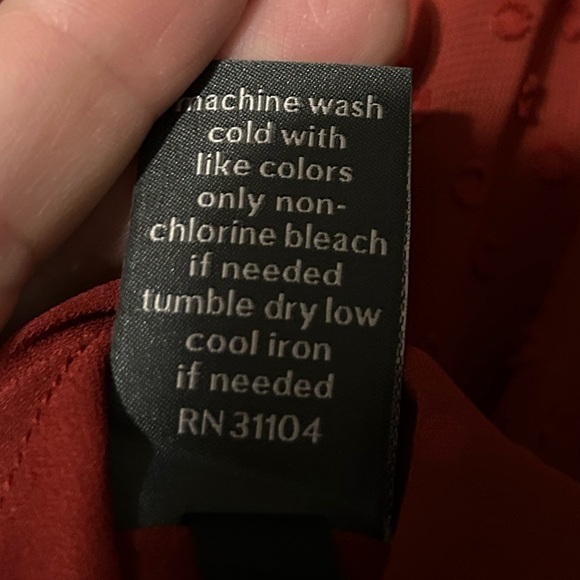 machine wash
cold with
like colors
only non-
chlorine bleach
if needed
tumble dry low
cool iron
if needed
RN 31104